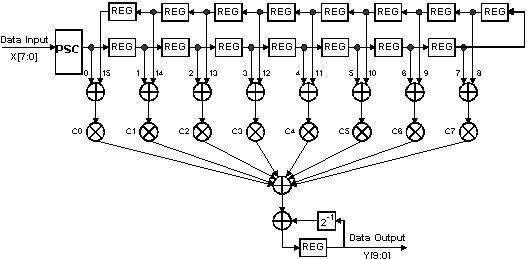 REG REG REG REG REG REG REG REG
Data Input
X[7:0]
PSC
REG REG REG REG REG REG REG
0 15 1 14 2 13 3 12 4 11 5 10 6 9 7 8
C0 C1 C2 C3 C4 C5 C6 C7
2-1
REG
Data Output
Y[9:0]